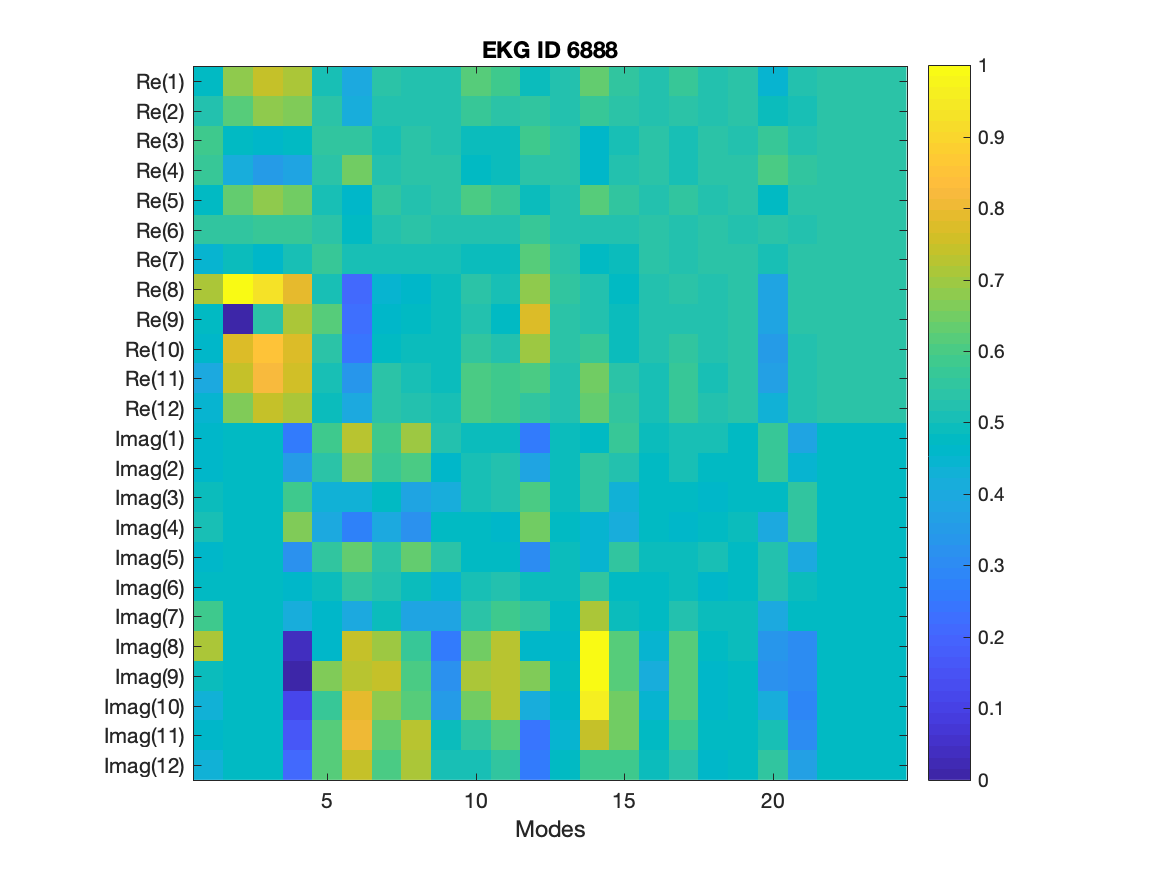 EKG ID 6888
Re(1)
Re(2)
Re(3)
Re(4)
Re(5)
Re(6)
Re(7)
Re(8)
Re(9)
Re(10)
Re(11)
Re(12)
Imag(1)
Imag(2)
Imag(3)
Imag(4)
Imag(5)
Imag(6)
Imag(7)
Imag(8)
Imag(9)
Imag(10)
Imag(11)
Imag(12)
5 10 15 20
Modes
1
0.9
0.8
0.7
0.6
0.5
0.4
0.3
0.2
0.1
0